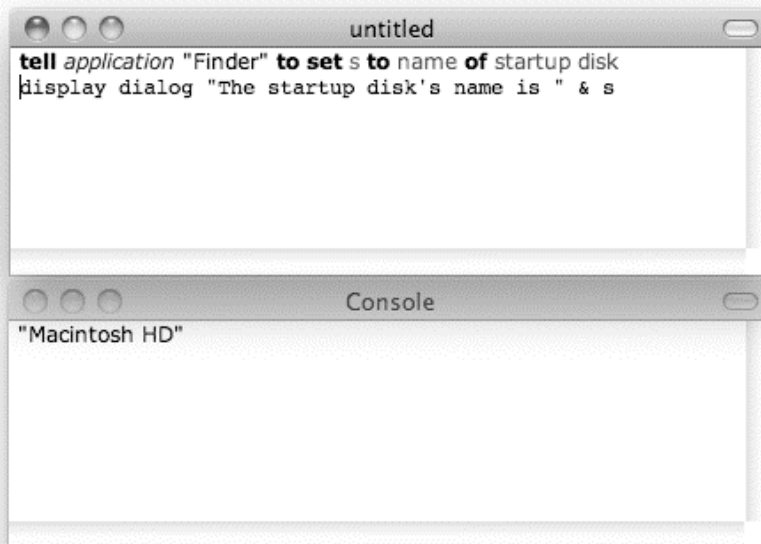 untitled
tell application "Finder" to set s to name of startup disk
display dialog "The startup disk's name is " & s
Console
"Macintosh HD"